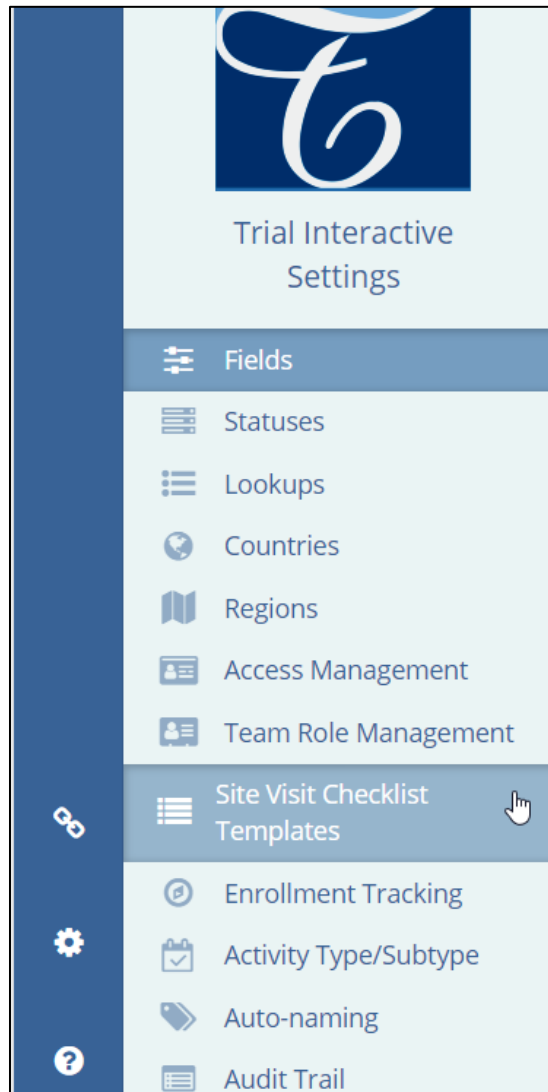 Trial Interactive
Settings
Fields
Statuses
Lookups
Countries
Regions
Access Management
Team Role Management
Site Visit Checklist
Templates
Enrollment Tracking
Activity Type/Subtype
Auto-naming
Audit Trail